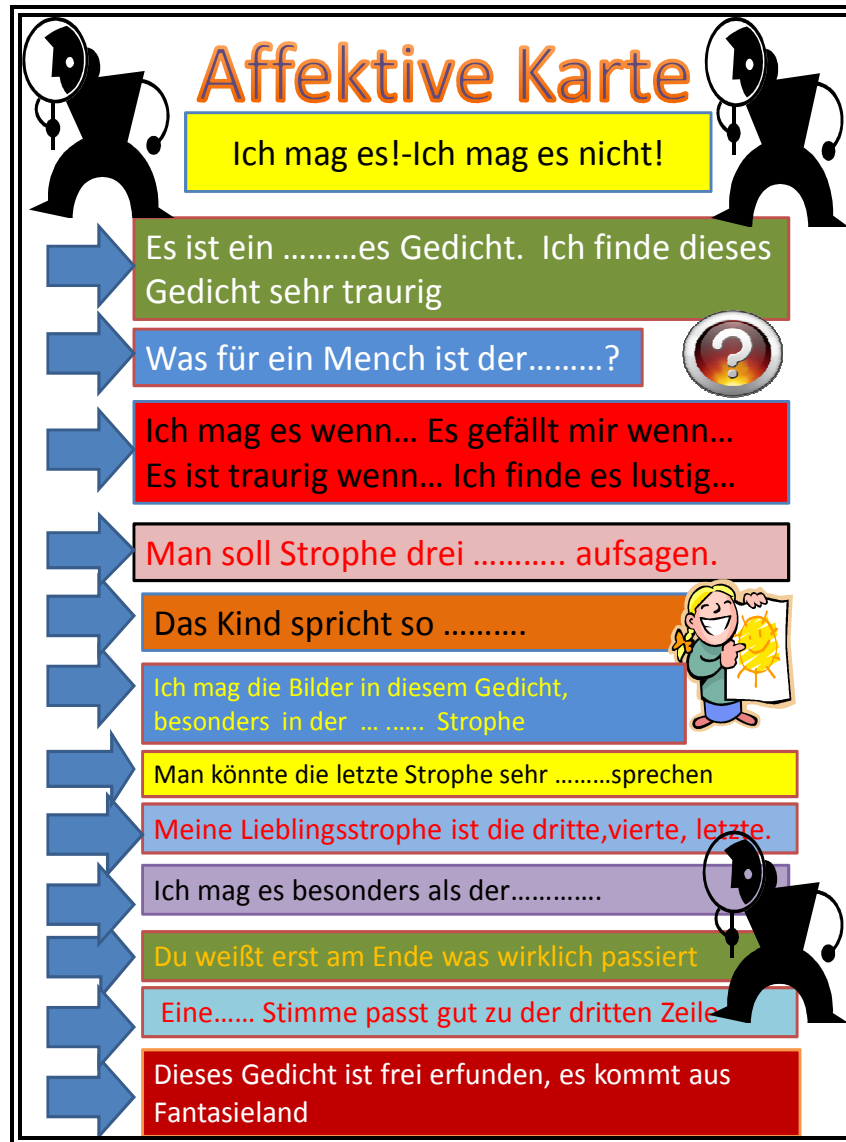 Affektive Karte
Ich mag es!-Ich mag es nicht!
Es ist ein ………es Gedicht.  Ich finde dieses
Gedicht sehr traurig
Was für ein Mench ist der………?
Ich mag es wenn… Es gefällt mir wenn…
Es ist traurig wenn… Ich finde es lustig…
Man soll Strophe drei ……….. aufsagen.
Das Kind spricht so ……….
Ich mag die Bilder in diesem Gedicht,
besonders  in der  … …… Strophe
Man könnte die letzte Strophe sehr ………sprechen
Meine Lieblingsstrophe ist die dritte,vierte, letzte.
Ich mag es besonders als der………….
Du weißt erst am Ende was wirklich passiert
Eine…… Stimme passt gut zu der dritten Zeile
Dieses Gedicht ist frei erfunden, es kommt aus
Fantasieland